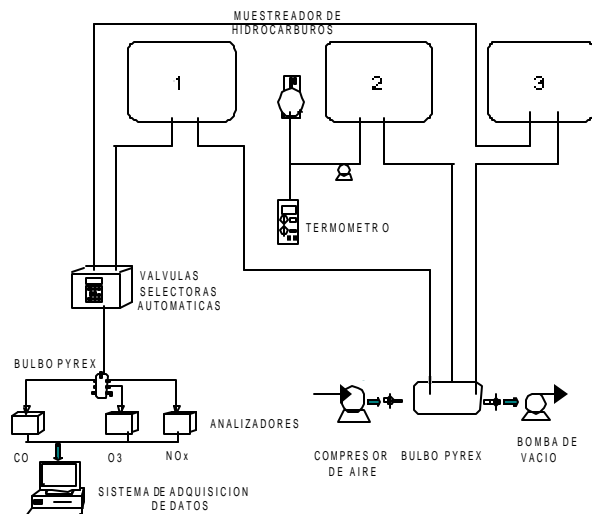 MUESTREADOR DE
HIDROCARBUROS
1
2
3
TERMOMETRO
VALVULAS
SELECTORAS
AUTOMATICAS
BULBO PYREX
ANALIZADORES
CO
O3
NOx
SISTEMA DE ADQUISICION
DE DATOS
COMPRESOR
DE AIRE
BULBO PYREX
BOMBA DE
VACIO